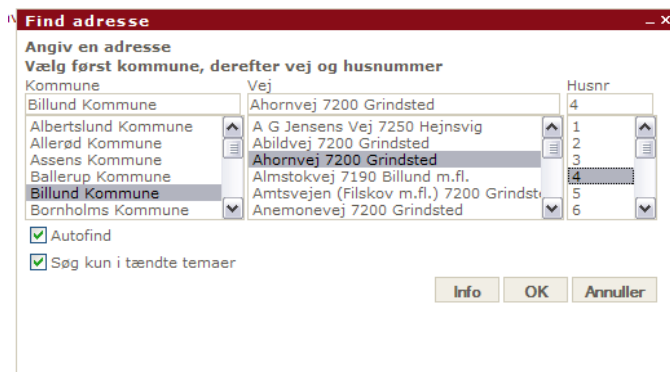 Find adresse
Angiv en adresse
Vælg først kommune, derefter vej og husnummer
Kommune Vej Husnr
Billund Kommune Ahornvej 7200 Grindsted 4
Albertslund Kommune A G Jensens Vej 7250 Hejnsvig 1
Allerød Kommune Abildvej 7200 Grindsted 2
Assens Kommune Ahornvej 7200 Grindsted 3
Ballerup Kommune Almstokvej 7190 Billund m.fl. 4
Billund Kommune Amtsvejen (Filskov m.fl.) 7200 Grindste 5
Bornholms Kommune Anemonevej 7200 Grindsted 6
Autofind
Søg kun i tændte temaer
Info OK Annuller